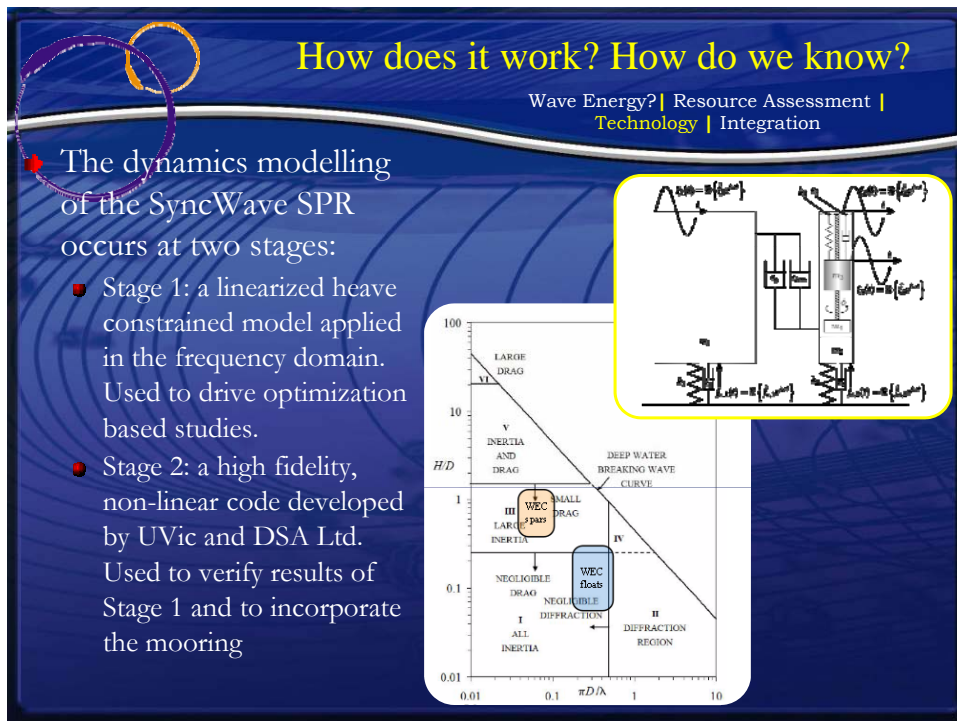 How does it work? How do we know?
Wave Energy?| Resource Assessment |
Technology | Integration
The dynamics modelling
of the SyncWave SPR
occurs at two stages:
Stage 1: a linearized heave
constrained model applied
in the frequency domain.
Used to drive optimization
based studies.
Stage 2: a high fidelity,
non-linear code developed
by UVic and DSA Ltd.
Used to verify results of
Stage 1 and to incorporate
the mooring
100
10
1
0.1
0.01
H/D
0.01
0.1
1
10
πD/λ
LARGE
DRAG
VI
V
INERTIA
AND
DRAG
DEEP WATER
BREAKING WAVE
CURVE
SMALL
DRAG
III
LARGE
INERTIA
WEC
spars
IV
NEGLIGIBLE
DRAG
WEC
floats
NEGLIGIBLE
DIFFRACTION
I
ALL
INERTIA
II
DIFFRACTION
REGION